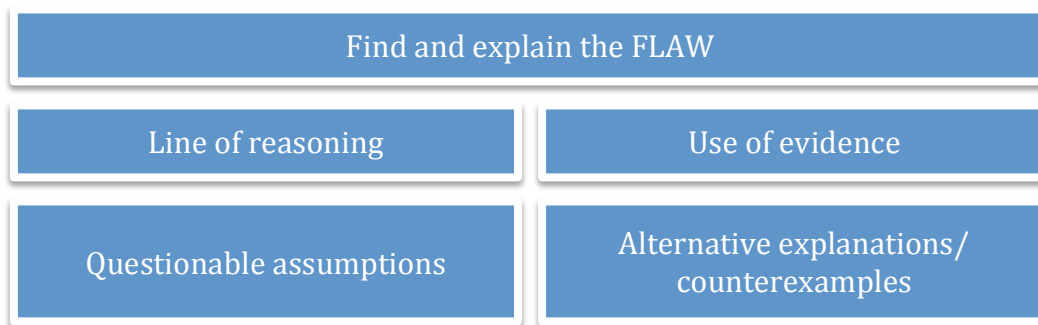 Find and explain the FLAW
Line of reasoning
Use of evidence
Questionable assumptions
Alternative explanations/
counterexamples